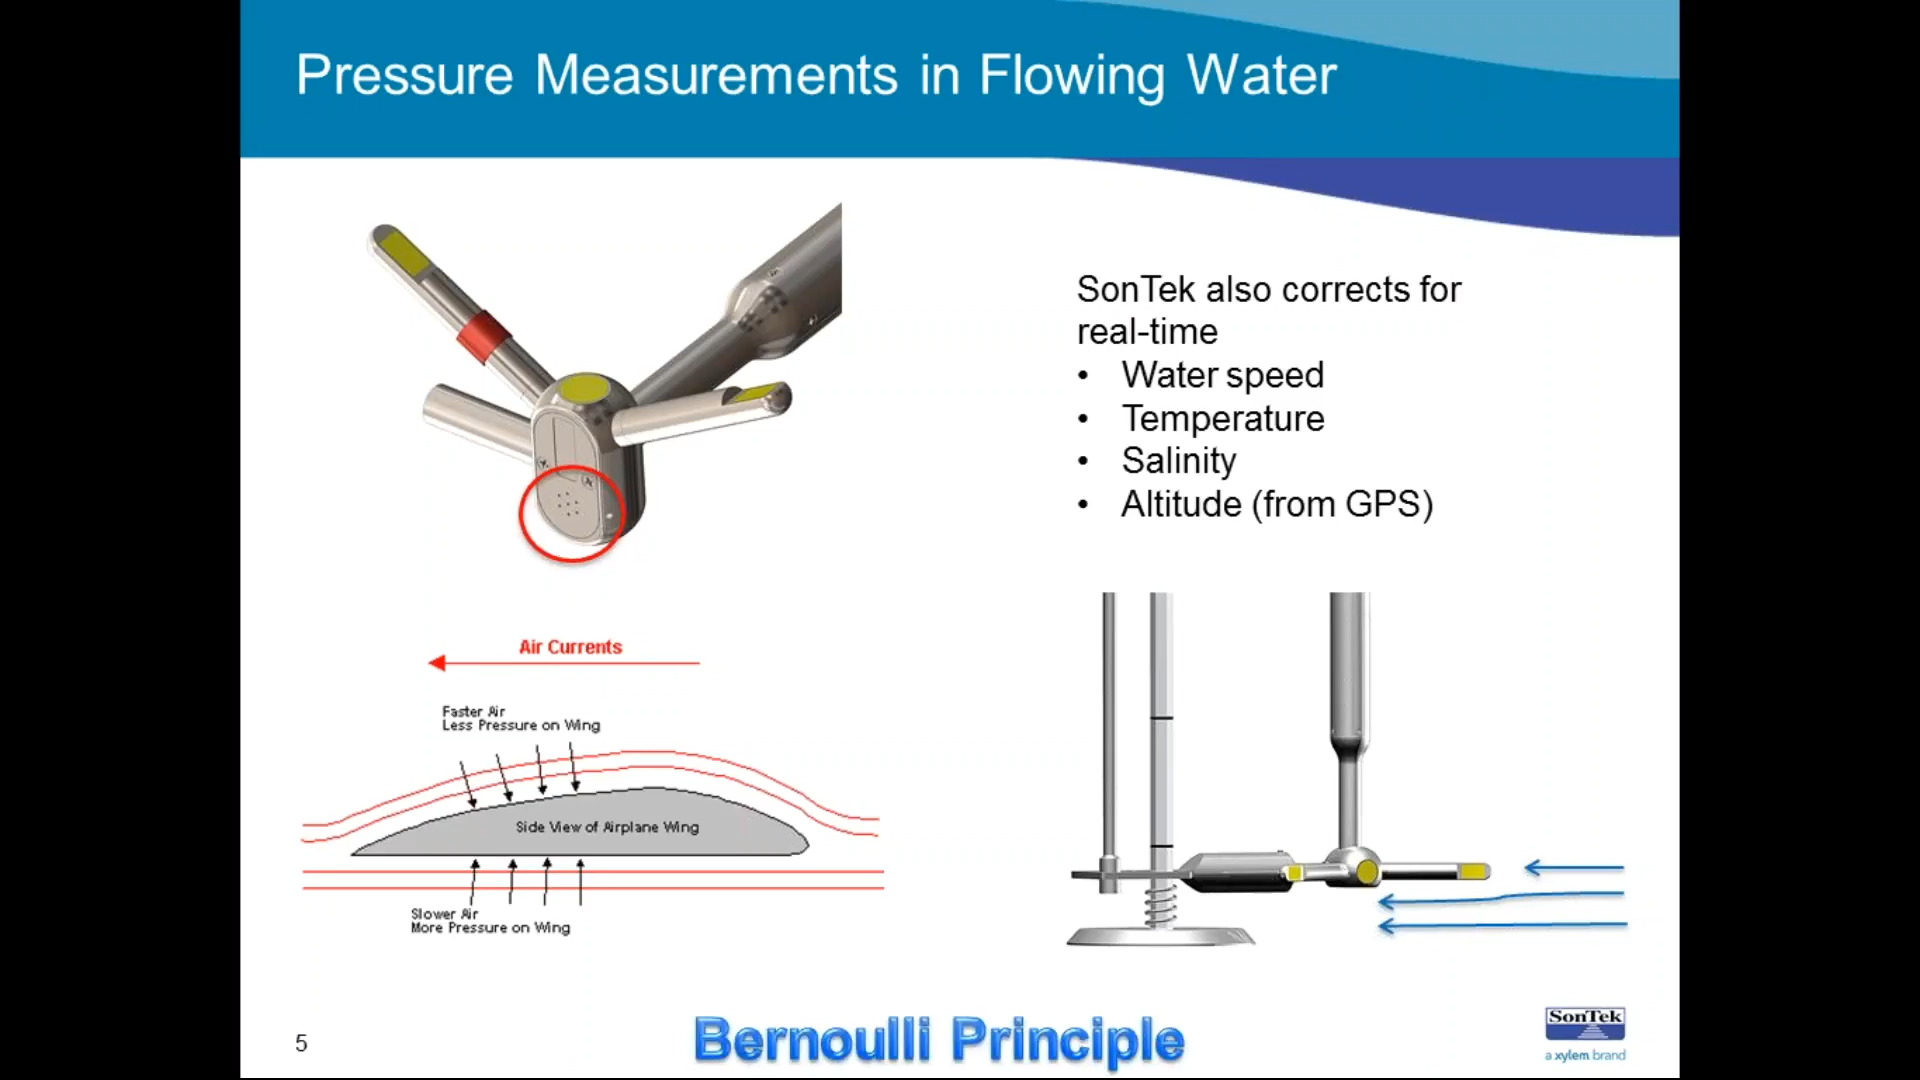 Pressure Measurements in Flowing Water
SonTek also corrects for
real-time
• Water speed
• Temperature
• Salinity
• Altitude (from GPS)
Air Currents
Faster Air
Less Pressure on Wing
Side View of Airplane Wing
Slower Air
More Pressure on Wing
5
Bernoulli Principle
SonTek
a xylem brand